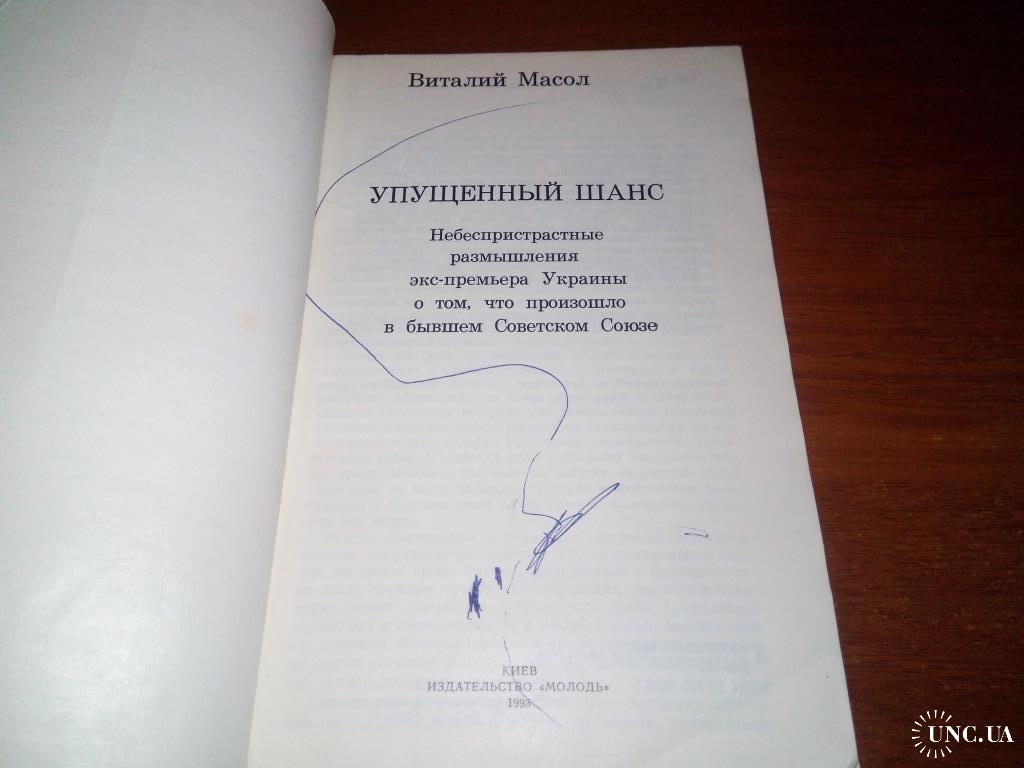 Виталий Масол
УПУЩЕННЫЙ ШАНС
Небеспристрастные
размышления
экс-премьера Украины
о том, что произошло
в бывшем Советском Союзе
КИЕВ
ИЗДАТЕЛЬСТВО «МОЛОДЬ»
1993
UNC.UA